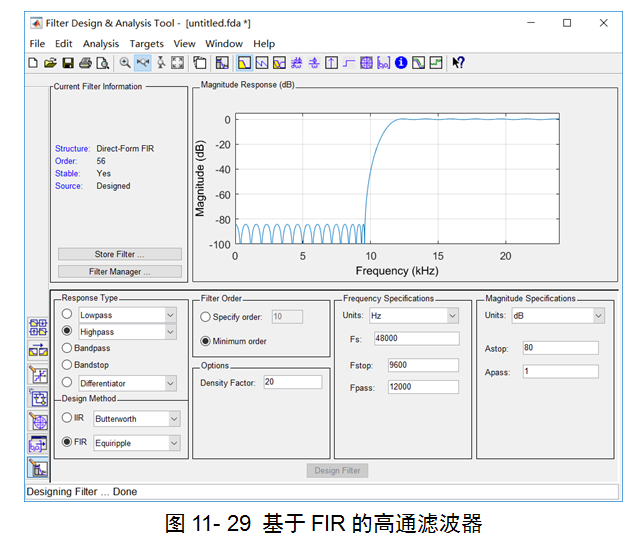 Filter Design & Analysis Tool - [untitled.fda *]
File Edit Analysis Targets View Window Help
Current Filter Information
Structure: Direct-Form FIR
Order: 56
Stable: Yes
Source: Designed
Store Filter ...
Filter Manager ...
Magnitude Response (dB)
Magnitude (dB)
0
-20
-40
-60
-80
-100
0 5 10 15 20
Frequency (kHz)
Response Type
Lowpass
Highpass
Bandpass
Bandstop
Differentiator
Design Method
IIR Butterworth
FIR Equiripple
Filter Order
Specify order: 10
Minimum order
Options
Density Factor: 20
Frequency Specifications
Units: Hz
Fs: 48000
Fstop: 9600
Fpass: 12000
Magnitude Specifications
Units: dB
Astop: 80
Apass: 1
Design Filter
Designing Filter ... Done
图 11- 29 基于 FIR 的高通滤波器